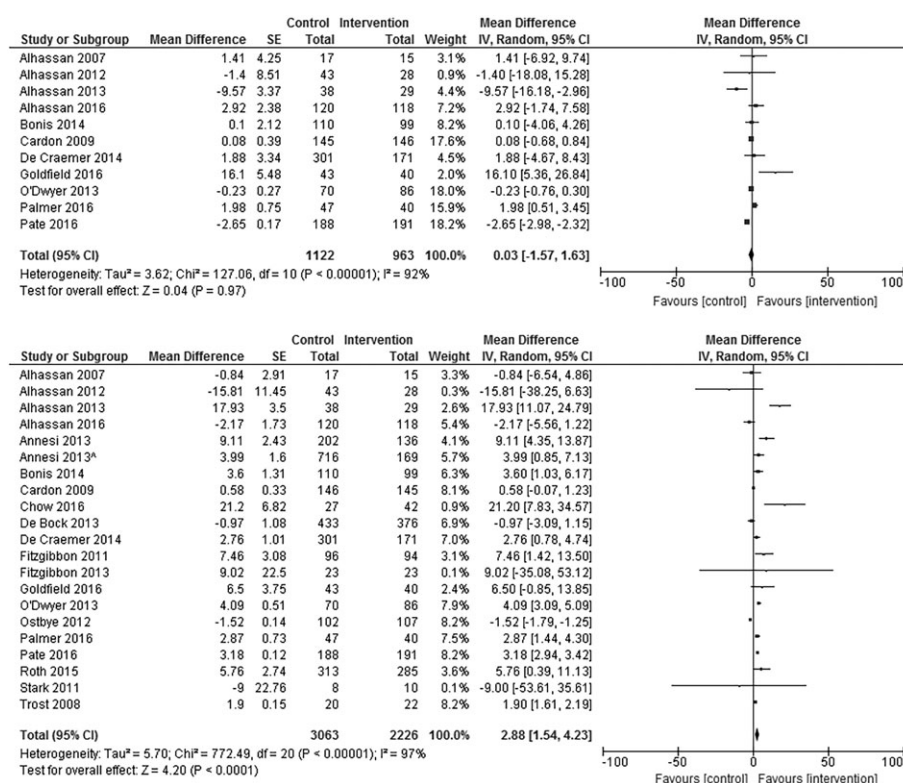 Control Intervention Mean Difference Mean Difference
Study or Subgroup Mean Difference SE Total Total Weight IV, Random, 95% CI IV, Random, 95% CI
Alhassan 2007 1.41 4.25 17 15 3.1% 1.41 [-6.92, 9.74]
Alhassan 2012 -1.4 8.51 43 28 0.9% -1.40 [-18.08, 15.28]
Alhassan 2013 -9.57 3.37 38 29 4.4% -9.57 [-16.18, -2.96]
Alhassan 2016 2.92 2.38 120 118 7.2% 2.92 [-1.74, 7.58]
Bonis 2014 0.1 2.12 110 99 8.2% 0.10 [-4.06, 4.26]
Cardon 2009 0.08 0.39 145 146 17.6% 0.08 [-0.68, 0.84]
De Craemer 2014 1.88 3.34 301 171 4.5% 1.88 [-4.67, 8.43]
Goldfield 2016 16.1 5.48 43 40 2.0% 16.10 [5.36, 26.84]
O'Dwyer 2013 -0.23 0.27 70 86 18.0% -0.23 [-0.76, 0.30]
Palmer 2016 1.98 0.75 47 40 15.9% 1.98 [0.51, 3.45]
Pate 2016 -2.65 0.17 188 191 18.2% -2.65 [-2.98, -2.32]
Total (95% CI) 1122 963 100.0% 0.03 [-1.57, 1.63]
Heterogeneity: Tau² = 3.62; Chi² = 127.06, df = 10 (P < 0.00001); I² = 92%
Test for overall effect: Z = 0.04 (P = 0.97)
-100 -50 0 50 100
Favours [control] Favours [intervention]
Control Intervention Mean Difference Mean Difference
Study or Subgroup Mean Difference SE Total Total Weight IV, Random, 95% CI IV, Random, 95% CI
Alhassan 2007 -0.84 2.91 17 15 3.3% -0.84 [-6.54, 4.86]
Alhassan 2012 -15.81 11.45 43 28 0.3% -15.81 [-38.25, 6.63]
Alhassan 2013 17.93 3.5 38 29 2.6% 17.93 [11.07, 24.79]
Alhassan 2016 -2.17 1.73 120 118 5.4% -2.17 [-5.56, 1.22]
Annesi 2013 9.11 2.43 202 136 4.1% 9.11 [4.35, 13.87]
Annesi 2013ᴬ 3.99 1.6 716 169 5.7% 3.99 [0.85, 7.13]
Bonis 2014 3.6 1.31 110 99 6.3% 3.60 [1.03, 6.17]
Cardon 2009 0.58 0.33 146 145 7.8% 0.58 [-0.07, 1.23]
Chow 2016 21.2 6.82 27 42 0.9% 21.20 [7.83, 34.57]
De Bock 2013 -0.97 1.08 433 376 6.9% -0.97 [-3.09, 1.15]
De Craemer 2014 2.76 1.01 301 171 7.0% 2.76 [0.78, 4.74]
Fitzgibbon 2011 7.46 3.08 96 94 3.1% 7.46 [1.42, 13.50]
Fitzgibbon 2013 9.02 22.5 23 23 0.1% 9.02 [-35.08, 53.12]
Goldfield 2016 6.5 3.75 43 40 2.4% 6.50 [-0.85, 13.85]
O'Dwyer 2013 4.09 0.51 70 86 7.7% 4.09 [3.09, 5.09]
Ostbye 2012 -1.52 0.14 102 107 7.9% -1.52 [-1.79, -1.25]
Palmer 2016 2.87 0.73 47 40 7.5% 2.87 [1.44, 4.30]
Pate 2016 3.18 0.12 188 191 7.9% 3.18 [2.94, 3.42]
Roth 2015 5.76 2.74 313 285 3.6% 5.76 [0.39, 11.13]
Stark 2011 -9 22.76 8 10 0.1% -9.00 [-53.61, 35.61]
Trost 2008 1.9 0.15 20 22 7.9% 1.90 [1.61, 2.19]
Total (95% CI) 3063 2226 100.0% 2.88 [1.54, 4.23]
Heterogeneity: Tau² = 5.70; Chi² = 772.49, df = 20 (P < 0.00001); I² = 97%
Test for overall effect: Z = 4.20 (P < 0.0001)
-100 -50 0 50 100
Favours [control] Favours [intervention]